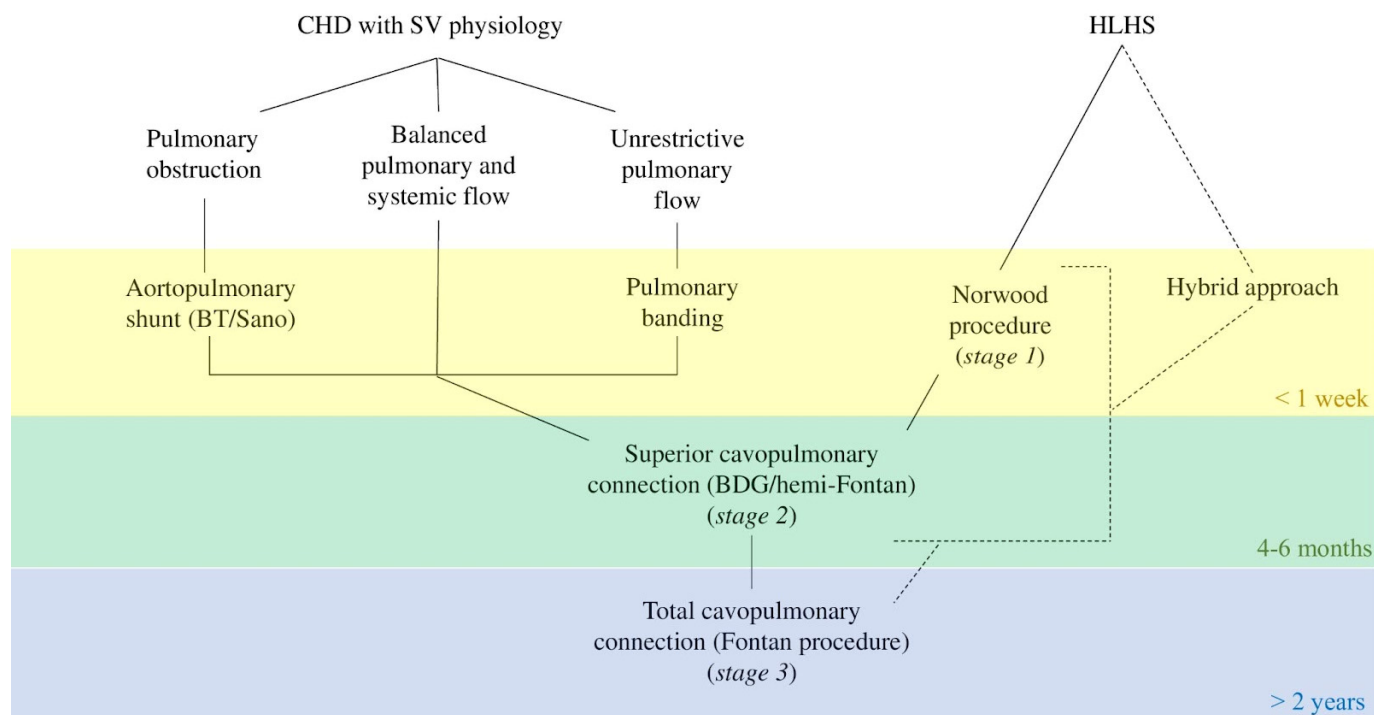 CHD with SV physiology
HLHS
Pulmonary
obstruction
Balanced
pulmonary and
systemic flow
Unrestrictive
pulmonary
flow
Aortopulmonary
shunt (BT/Sano)
Pulmonary
banding
Norwood
procedure
(stage 1)
Hybrid approach
< 1 week
Superior cavopulmonary
connection (BDG/hemi-Fontan)
(stage 2)
4-6 months
Total cavopulmonary
connection (Fontan procedure)
(stage 3)
> 2 years